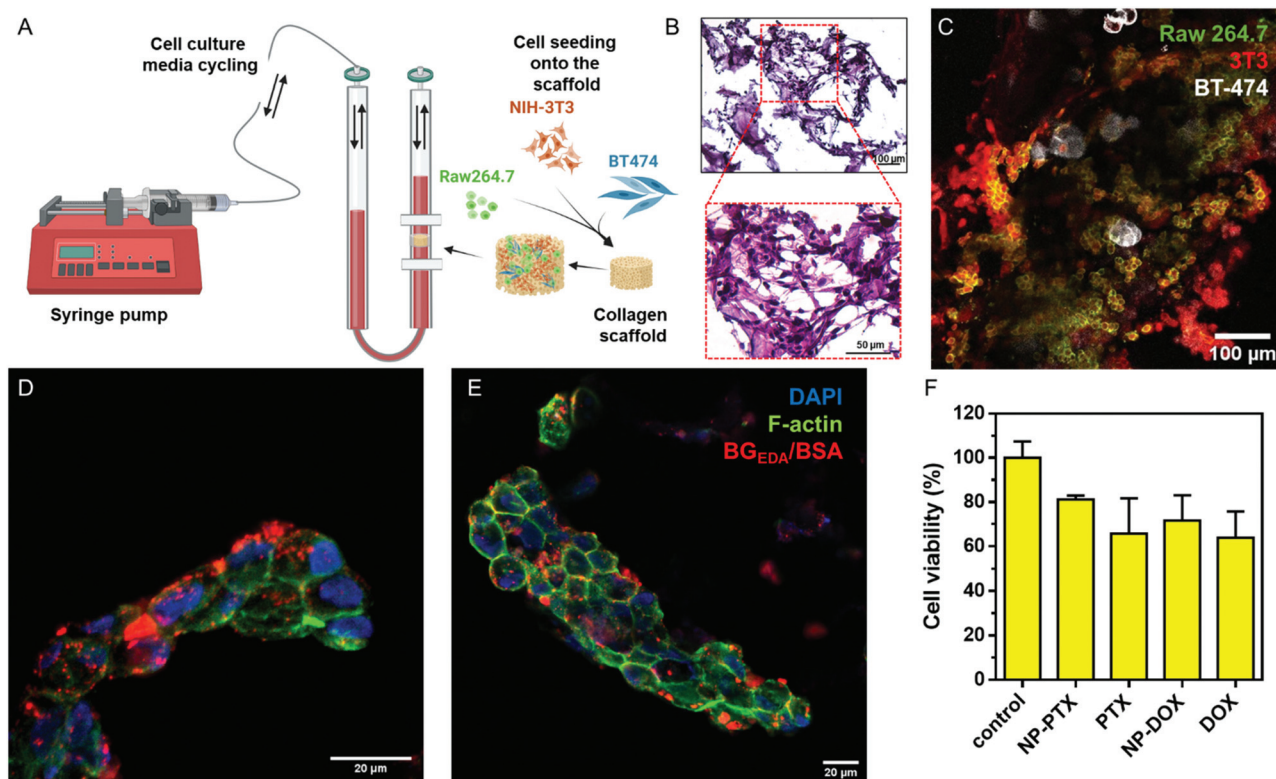 A
Cell culture
media cycling
Cell seeding
onto the
scaffold
NIH-3T3
BT474
Raw264.7
Syringe pump
Collagen
scaffold
B
100 μm
50 μm
C
Raw 264.7
3T3
BT-474
100 μm
D
20 μm
E
DAPI
F-actin
BGEDA/BSA
20 μm
F
Cell viability (%)
120
100
80
60
40
20
0
control
NP-PTX
PTX
NP-DOX
DOX